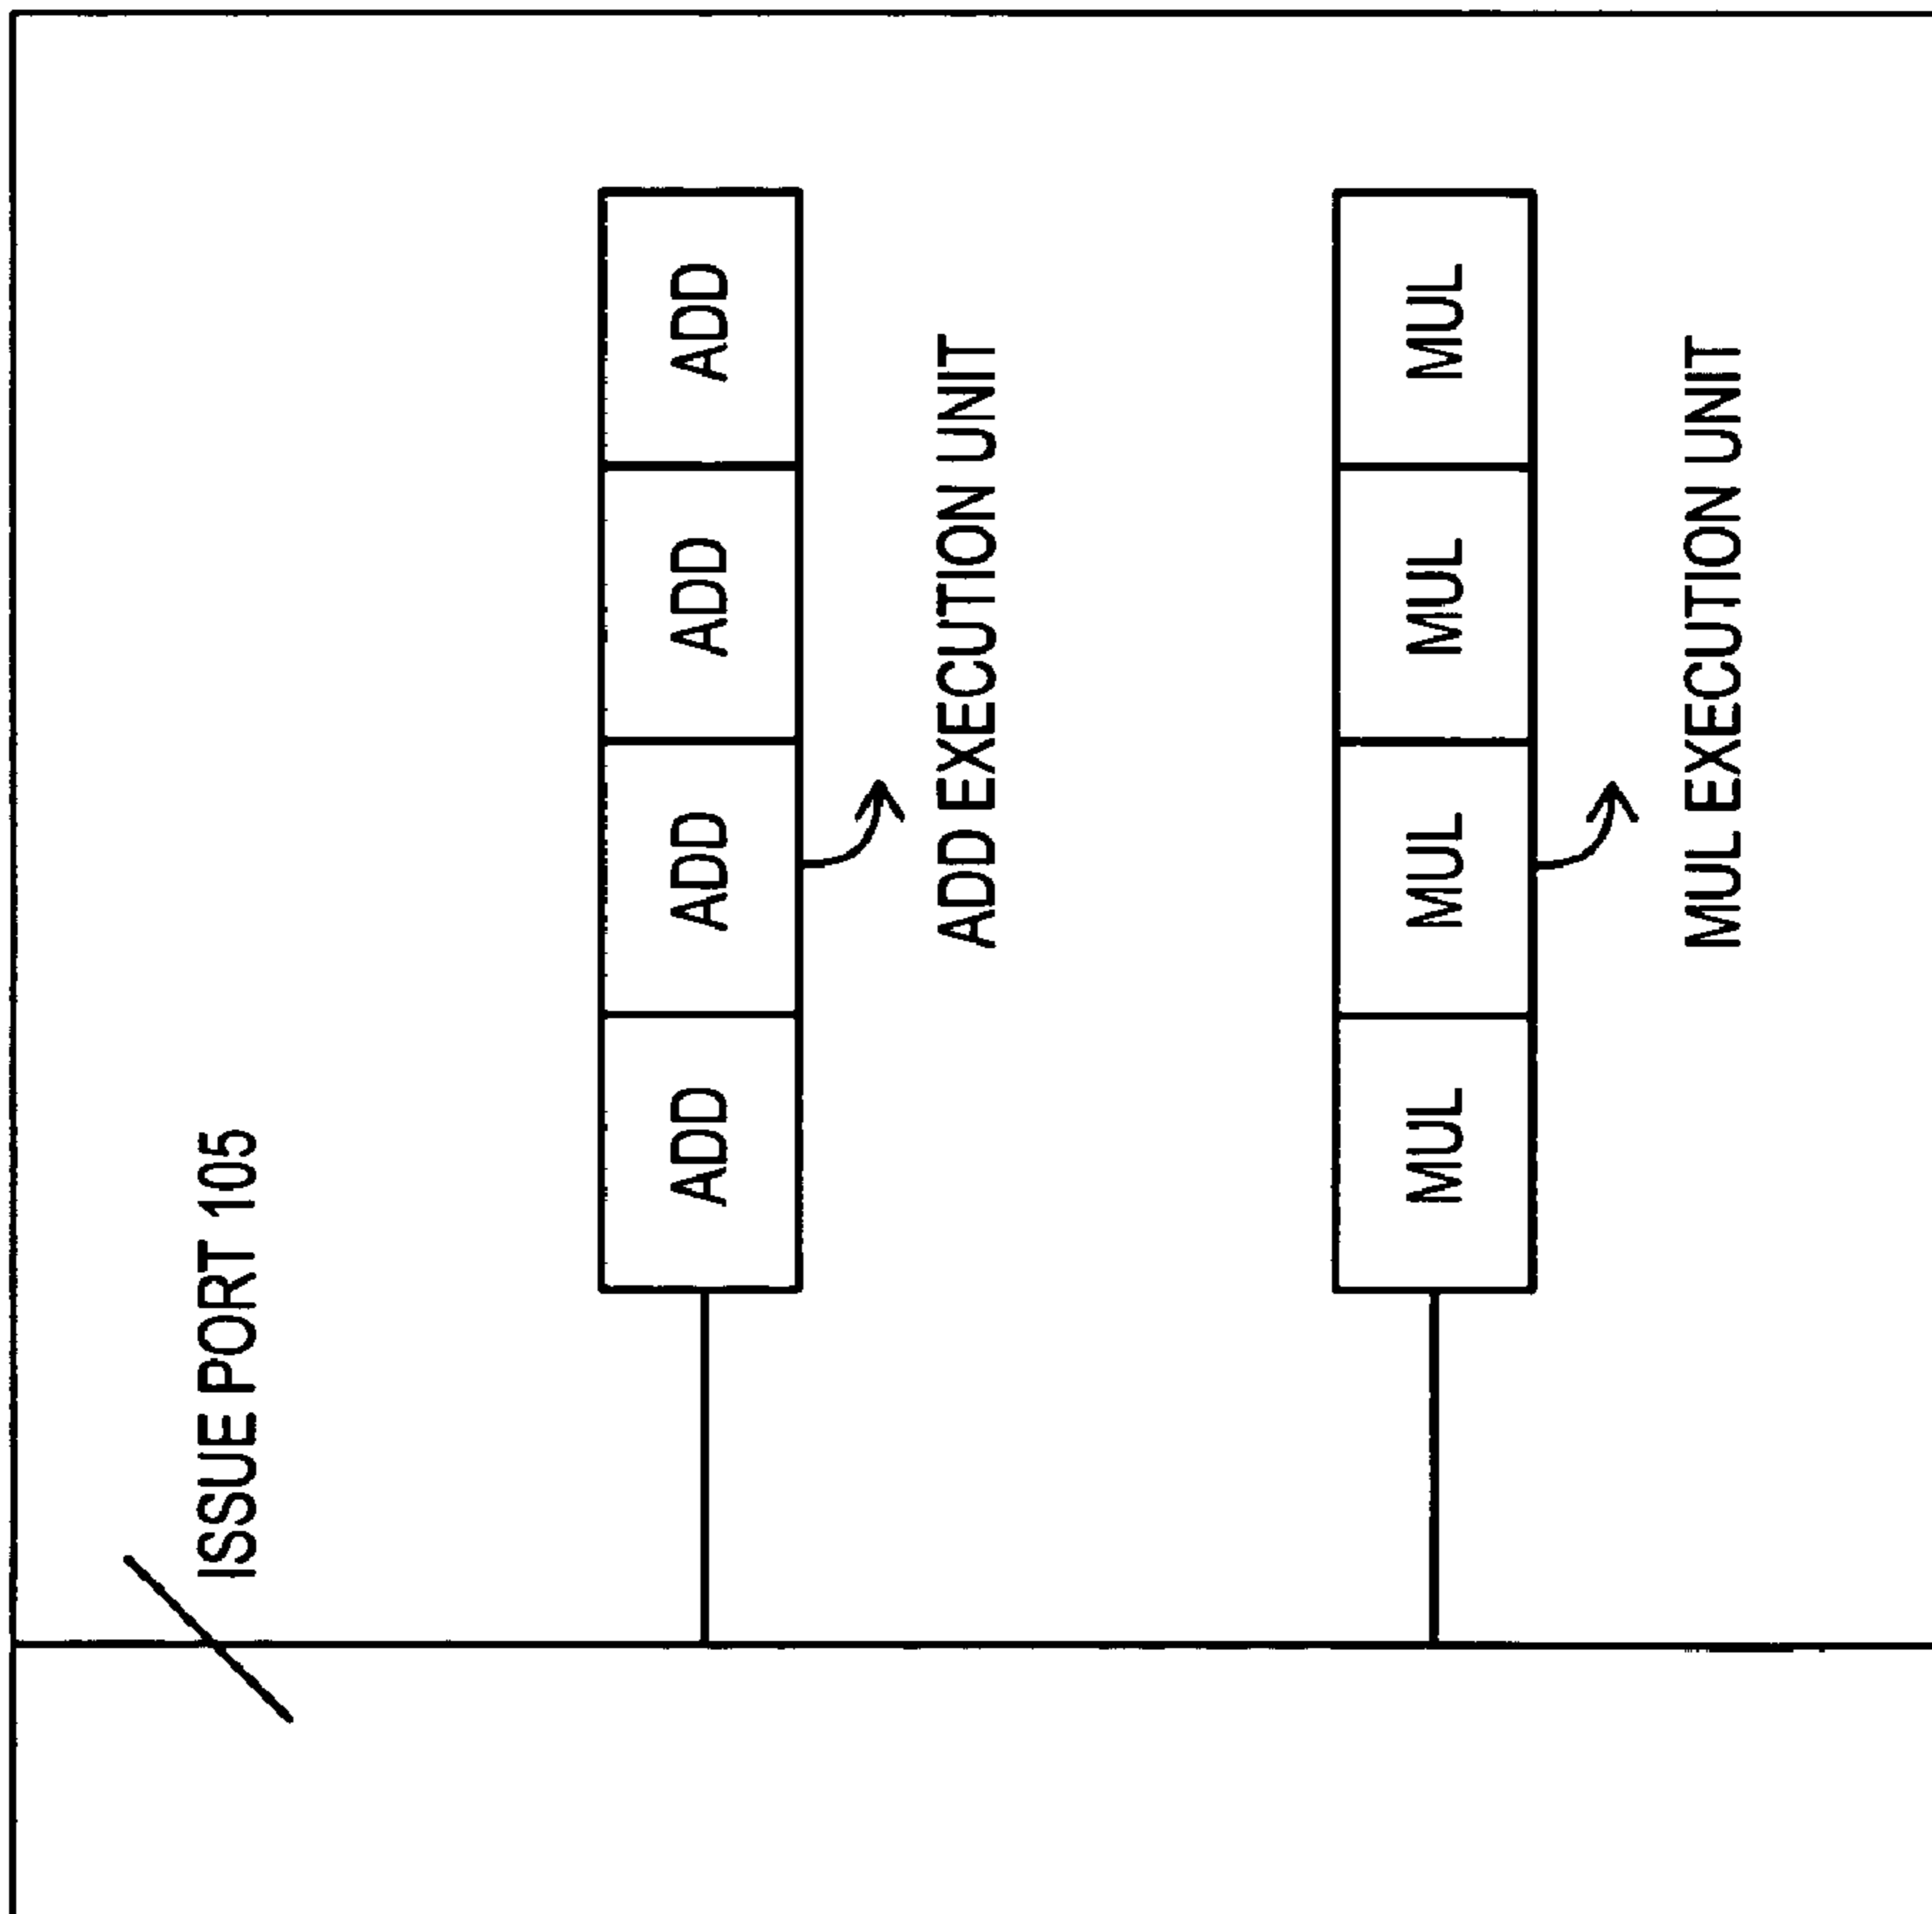 ISSUE PORT 105
ADD ADD ADD ADD
ADD EXECUTION UNIT
MUL MUL MUL MUL
MUL EXECUTION UNIT